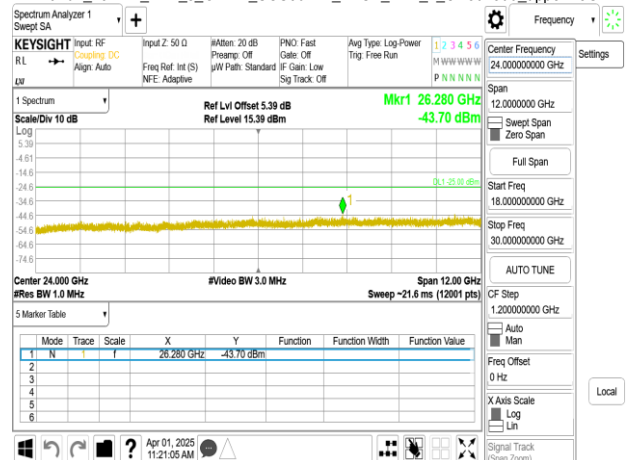 Spectrum Analyzer 1
Swept SA
+
Frequency
KEYSIGHT
Input: RF
Coupling: DC
Align: Auto
Input Z: 50 Ω
Freq Ref: Int (S)
NFE: Adaptive
#Atten: 20 dB
Preamp: Off
µW Path: Standard
PNO: Fast
Gate: Off
IF Gain: Low
Sig Track: Off
Avg Type: Log-Power
Trig: Free Run
1 2 3 4 5 6
M W W W W W
P N N N N N
RL
Center Frequency
24.000000000 GHz
Settings
Span
12.0000000 GHz
Swept Span
Zero Span
Full Span
Start Freq
18.000000000 GHz
Stop Freq
30.000000000 GHz
AUTO TUNE
CF Step
1.200000000 GHz
Auto
Man
Freq Offset
0 Hz
X Axis Scale
Log
Lin
Signal Track
(Span Zoom)
Local
1 Spectrum
Scale/Div 10 dB
Log
Ref Lvl Offset 5.39 dB
Ref Level 15.39 dBm
Mkr1 26.280 GHz
-43.70 dBm
5.39
-4.61
-14.6
-24.6
-34.6
-44.6
-54.6
-64.6
-74.6
DL1 -25.00 dBm
1
Center 24.000 GHz
#Res BW 1.0 MHz
#Video BW 3.0 MHz
Span 12.00 GHz
Sweep ~21.6 ms (12001 pts)
5 Marker Table
Mode Trace Scale X Y Function Function Width Function Value
1 N 1 f 26.280 GHz -43.70 dBm
2
3
4
5
6
?
Apr 01, 2025
11:21:05 AM